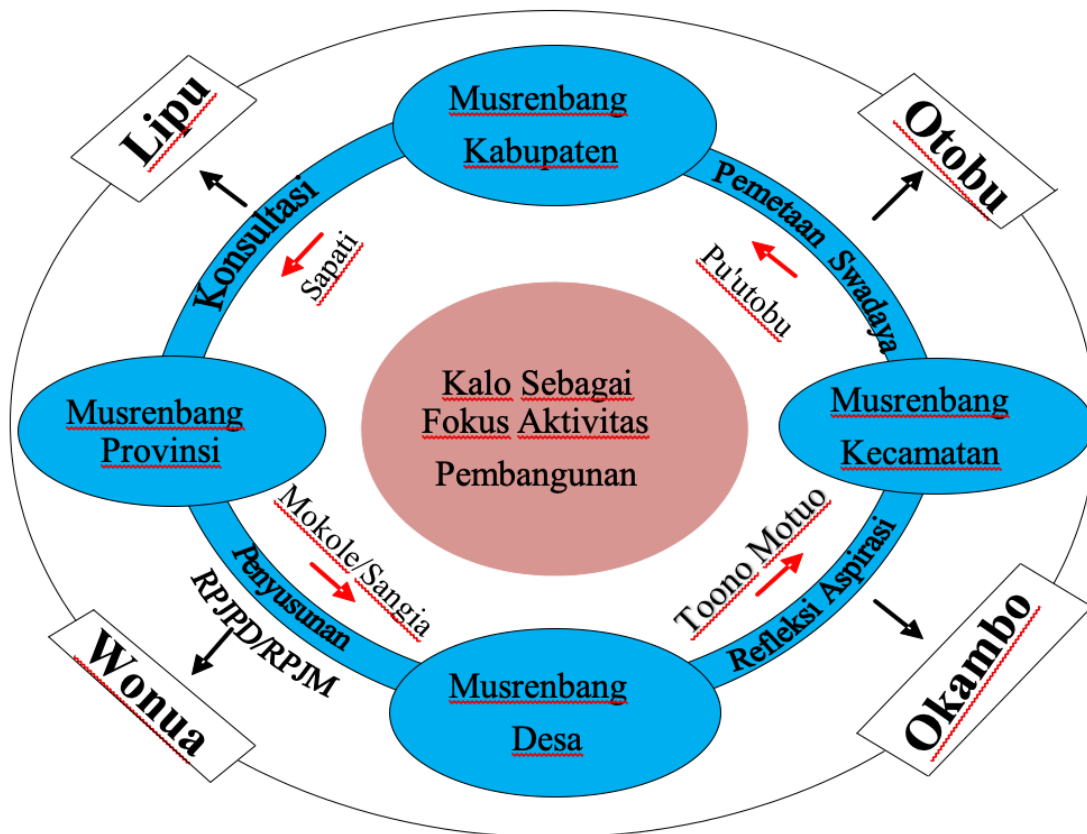 Lipu
Musrenbang
Kabupaten
Otobu
Konsultasi
Pemetaan Swadaya
Sapati
Pu'utobu
Kalo Sebagai
Fokus Aktivitas
Pembangunan
Musrenbang
Provinsi
Musrenbang
Kecamatan
Mokole/Sangia
Toono Motuo
Penyusunan
RPJPD/RPJM
Refleksi Aspirasi
Wonua
Musrenbang
Desa
Okambo